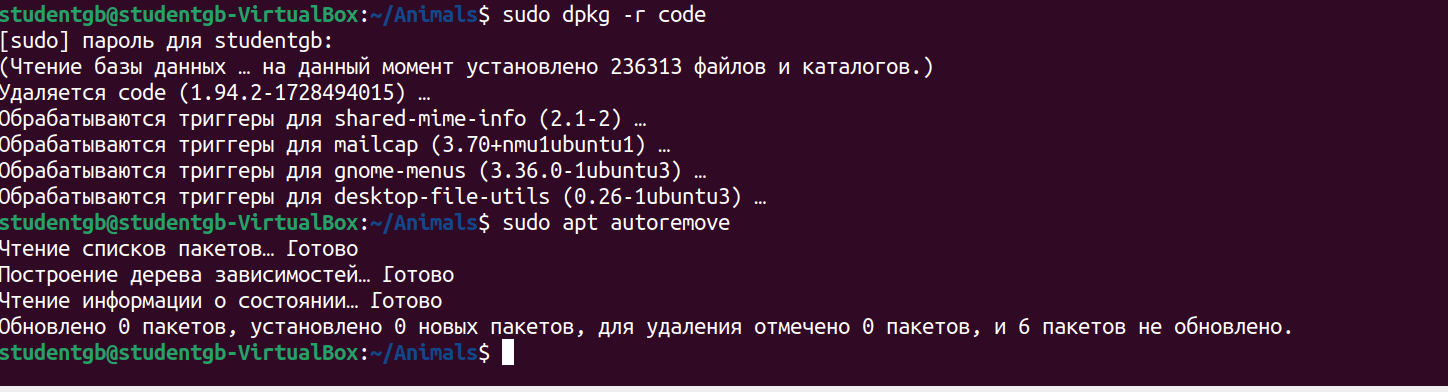 studentgb@studentgb-VirtualBox:~/Animals$ sudo dpkg -r code
[sudo] пароль для studentgb:
(Чтение базы данных … на данный момент установлено 236313 файлов и каталогов.)
Удаляется code (1.94.2-1728494015) …
Обрабатываются триггеры для shared-mime-info (2.1-2) …
Обрабатываются триггеры для mailcap (3.70+nmu1ubuntu1) …
Обрабатываются триггеры для gnome-menus (3.36.0-1ubuntu3) …
Обрабатываются триггеры для desktop-file-utils (0.26-1ubuntu3) …
studentgb@studentgb-VirtualBox:~/Animals$ sudo apt autoremove
Чтение списков пакетов… Готово
Построение дерева зависимостей… Готово
Чтение информации о состоянии… Готово
Обновлено 0 пакетов, установлено 0 новых пакетов, для удаления отмечено 0 пакетов, и 6 пакетов не обновлено.
studentgb@studentgb-VirtualBox:~/Animals$